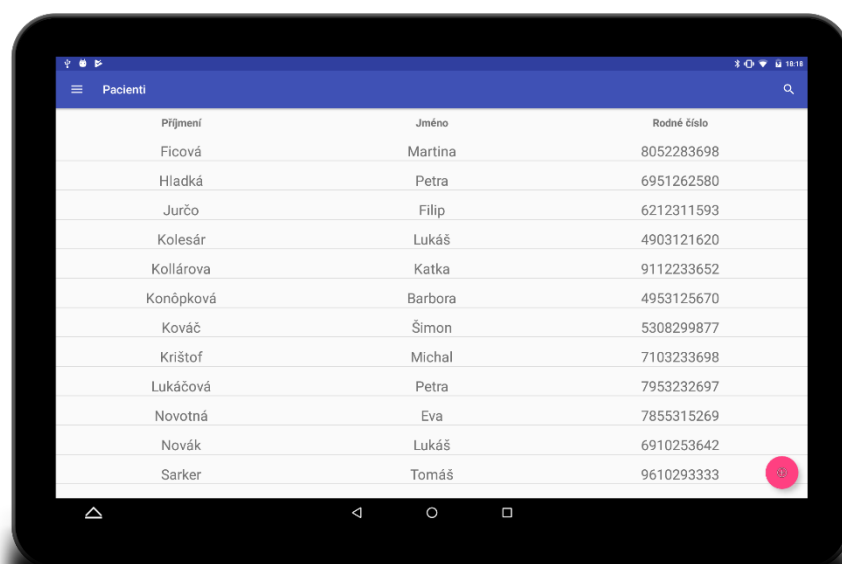 18:18
Pacienti
Příjmení Jméno Rodné číslo
Ficová Martina 8052283698
Hladká Petra 6951262580
Jurčo Filip 6212311593
Kolesár Lukáš 4903121620
Kollárova Katka 9112233652
Konôpková Barbora 4953125670
Kováč Šimon 5308299877
Krištof Michal 7103233698
Lukáčová Petra 7953232697
Novotná Eva 7855315269
Novák Lukáš 6910253642
Sarker Tomáš 9610293333